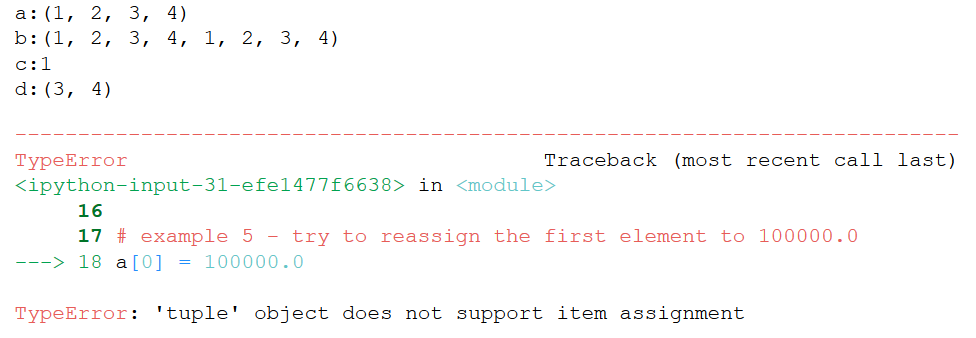 a:(1, 2, 3, 4)
b:(1, 2, 3, 4, 1, 2, 3, 4)
c:1
d:(3, 4)
---------------------------------------------------------------------------
TypeError                                 Traceback (most recent call last)
<ipython-input-31-efe1477f6638> in <module>
     16
     17 # example 5 - try to reassign the first element to 100000.0
---> 18 a[0] = 100000.0
TypeError: 'tuple' object does not support item assignment